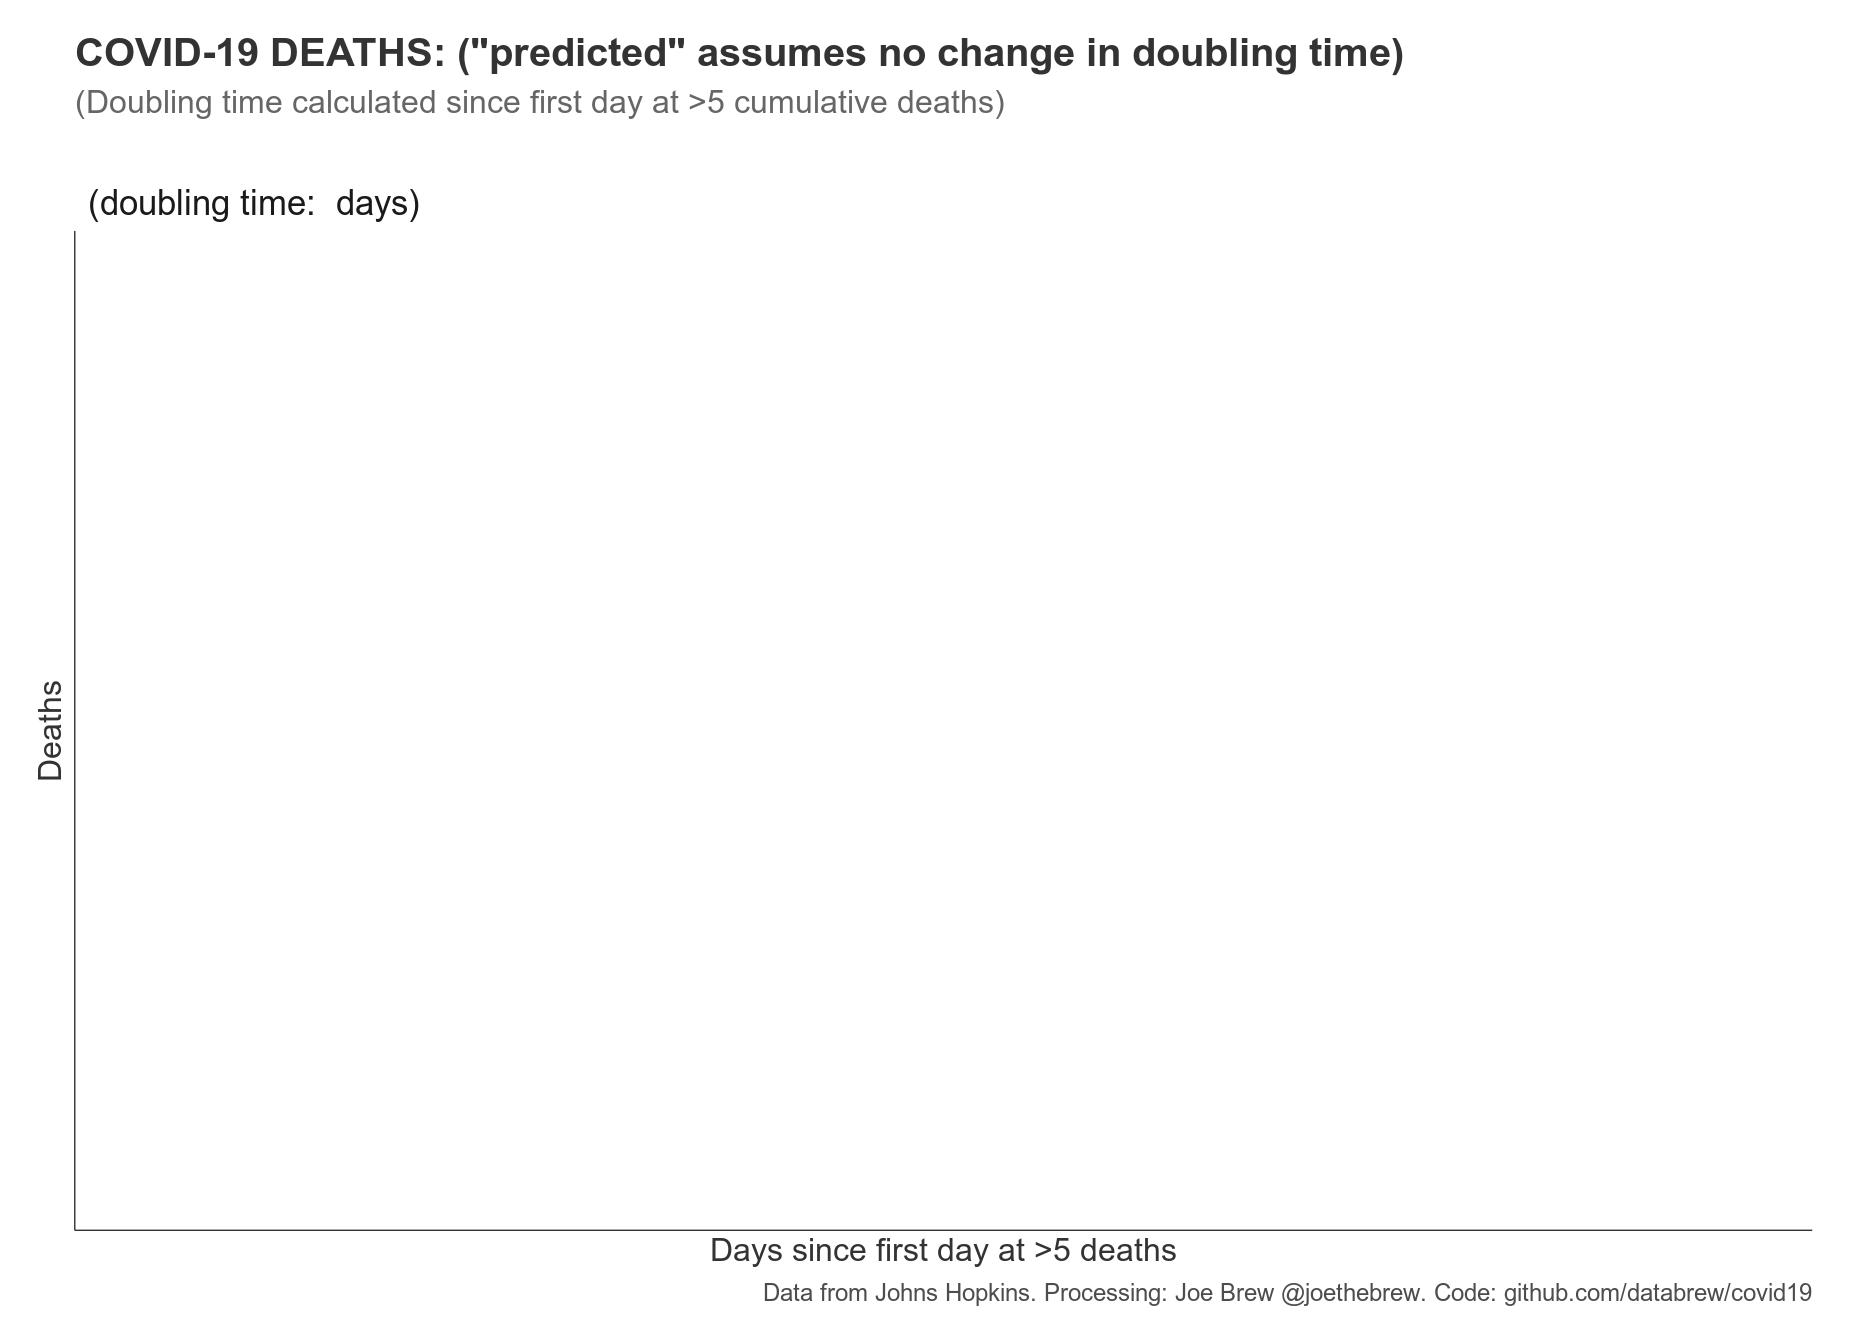 COVID-19 DEATHS: ("predicted" assumes no change in doubling time)
(Doubling time calculated since first day at >5 cumulative deaths)
(doubling time:  days)
Deaths
Days since first day at >5 deaths
Data from Johns Hopkins. Processing: Joe Brew @joethebrew. Code: github.com/databrew/covid19